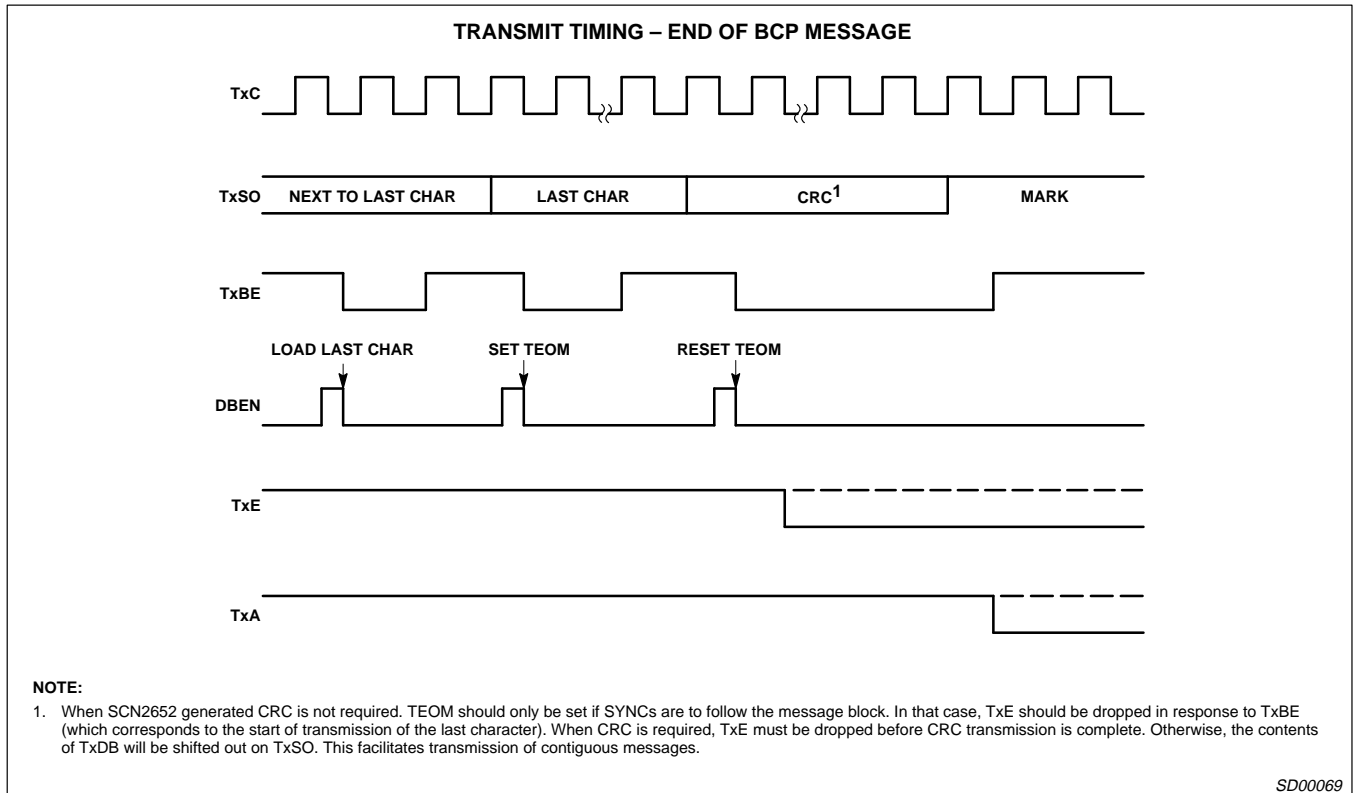 TRANSMIT TIMING – END OF BCP MESSAGE
TxC
TxSO NEXT TO LAST CHAR LAST CHAR CRC1 MARK
TxBE
LOAD LAST CHAR SET TEOM RESET TEOM
DBEN
TxE
TxA
NOTE:
1. When SCN2652 generated CRC is not required. TEOM should only be set if SYNCs are to follow the message block. In that case, TxE should be dropped in response to TxBE
(which corresponds to the start of transmission of the last character). When CRC is required, TxE must be dropped before CRC transmission is complete. Otherwise, the contents
of TxDB will be shifted out on TxSO. This facilitates transmission of contiguous messages.
SD00069